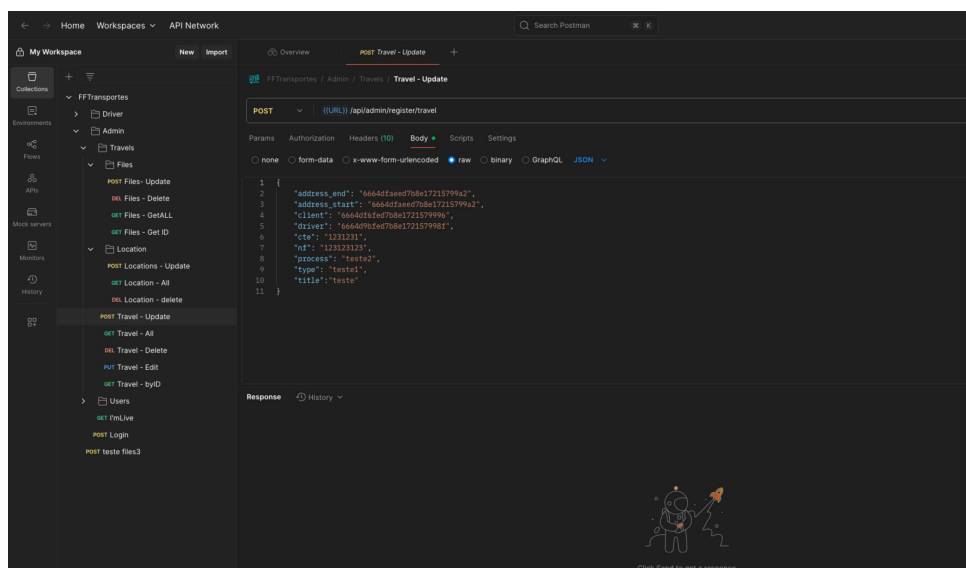 Home Workspaces API Network
Search Postman ⌘ K
My Workspace New Import
Overview POST Travel - Update
Collections
Environments
Flows
APIs
Mock servers
Monitors
History
FFTransportes
Driver
Admin
Travels
Files
POST Files- Update
DEL Files - Delete
GET Files - GetALL
GET Files - Get ID
Location
POST Locations - Update
GET Location - All
DEL Location - delete
POST Travel - Update
GET Travel - All
DEL Travel - Delete
PUT Travel - Edit
GET Travel - byID
Users
GET I'mLive
POST Login
POST teste files3
FFTransportes / Admin / Travels / Travel - Update
POST {{URL}} /api/admin/register/travel
Params Authorization Headers (10) Body Scripts Settings
none form-data x-www-form-urlencoded raw binary GraphQL JSON
1 {
2 "address_end": "6664dfaeed7b8e17215799a2",
3 "address_start": "6664dfaeed7b8e17215799a2",
4 "client": "6664df6fed7b8e1721579996",
5 "driver": "6664d9bfed7b8e172157998f",
6 "cte": "1231231",
7 "nf": "123123123",
8 "process": "teste2",
9 "type": "teste1",
10 "title":"teste"
11 }
Response History
Click Send to get a response